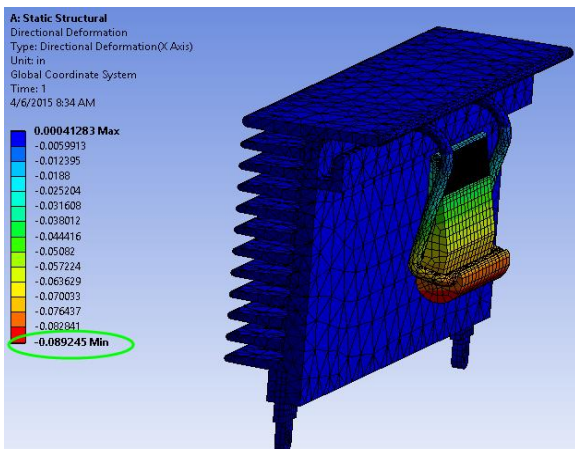 A: Static Structural
Directional Deformation
Type: Directional Deformation(X Axis)
Unit: in
Global Coordinate System
Time: 1
4/6/2015 8:34 AM
0.00041283 Max
-0.0059913
-0.012395
-0.0188
-0.025204
-0.031608
-0.038012
-0.044416
-0.05082
-0.057224
-0.063629
-0.070033
-0.076437
-0.082841
-0.089245 Min